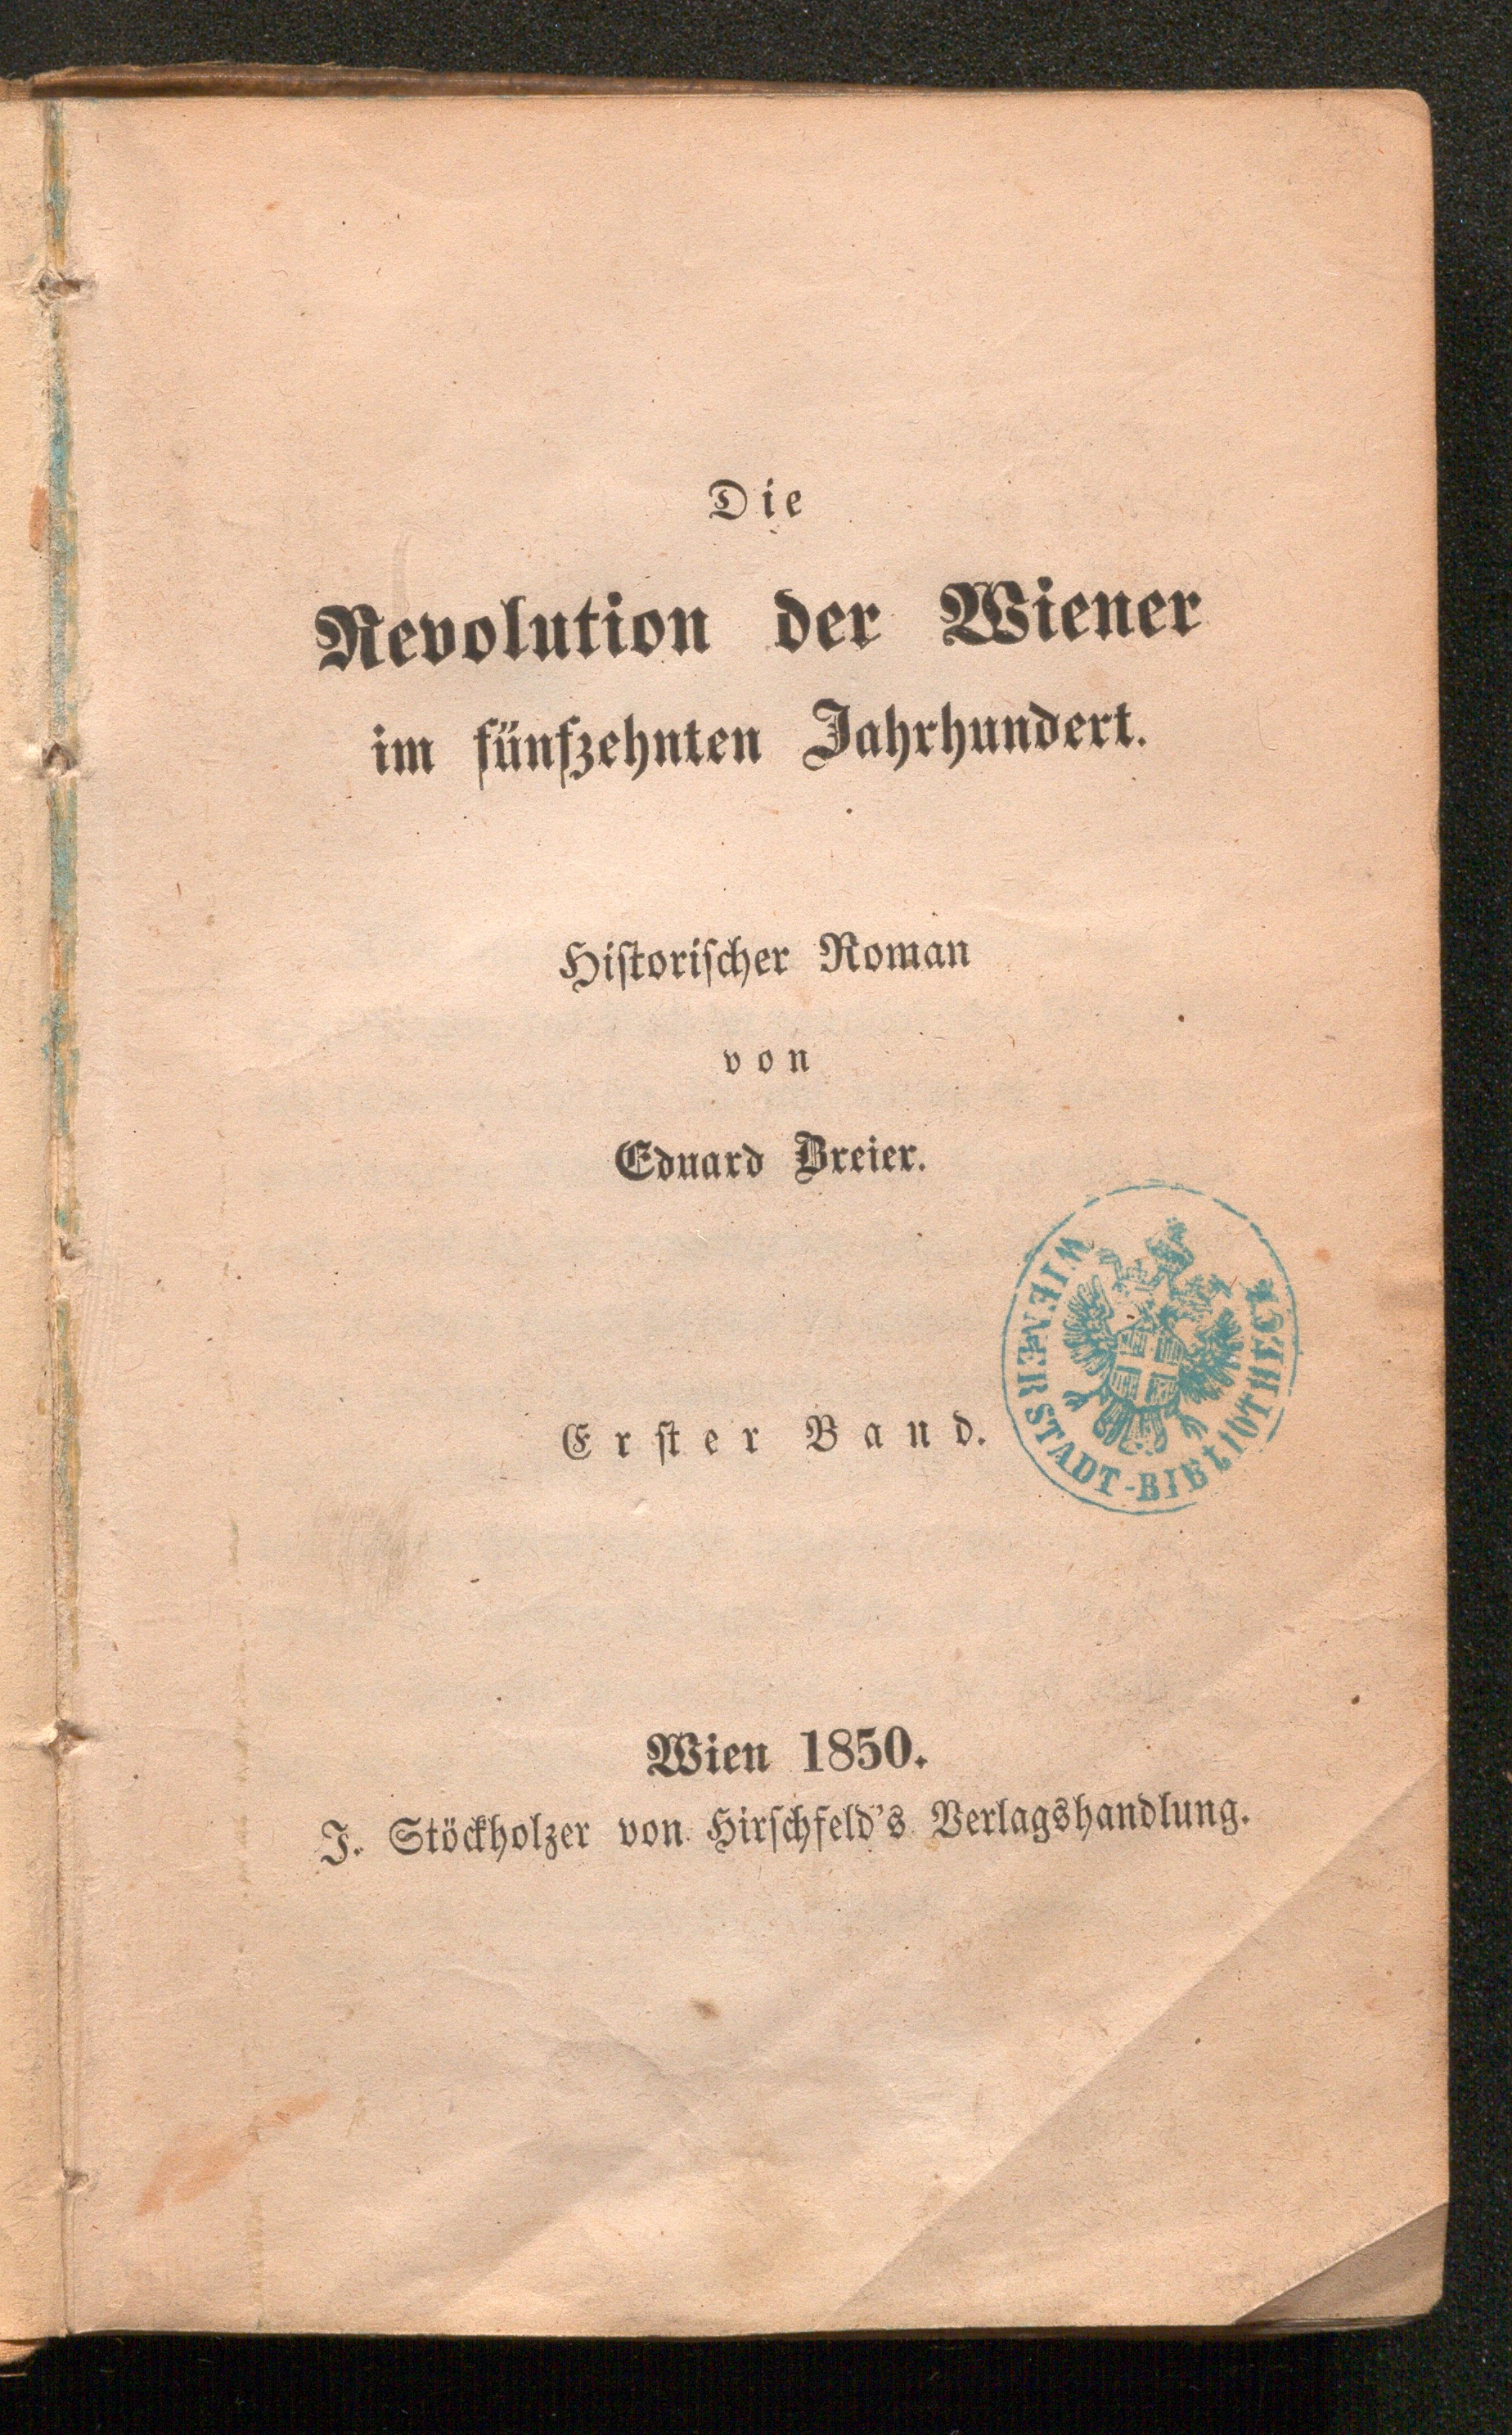 Die
Revolution der Wiener
im fünfzehnten Jahrhundert.
Historischer Roman
von
Eduard Breier.
WIENER STADT-BIBLIOTHECK
Erster Band.
Wien 1850.
J. Stöckholzer von Hirschfeld's Verlagshandlung.